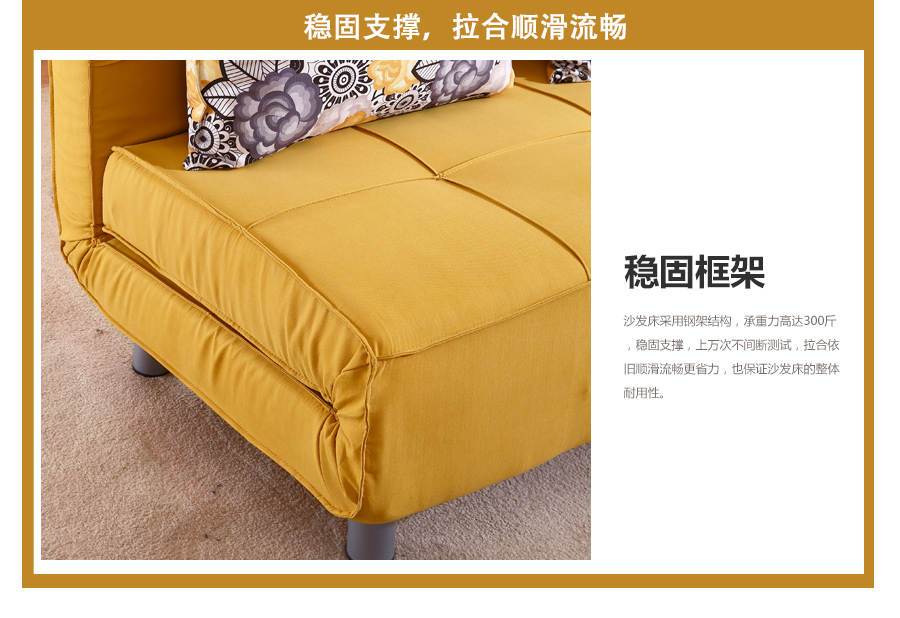 稳固支撑，拉合顺滑流畅
稳固框架
沙发床采用钢架结构，承重力高达300斤
，稳固支撑，上万次不间断测试，拉合依
旧顺滑流畅更省力，也保证沙发床的整体
耐用性。